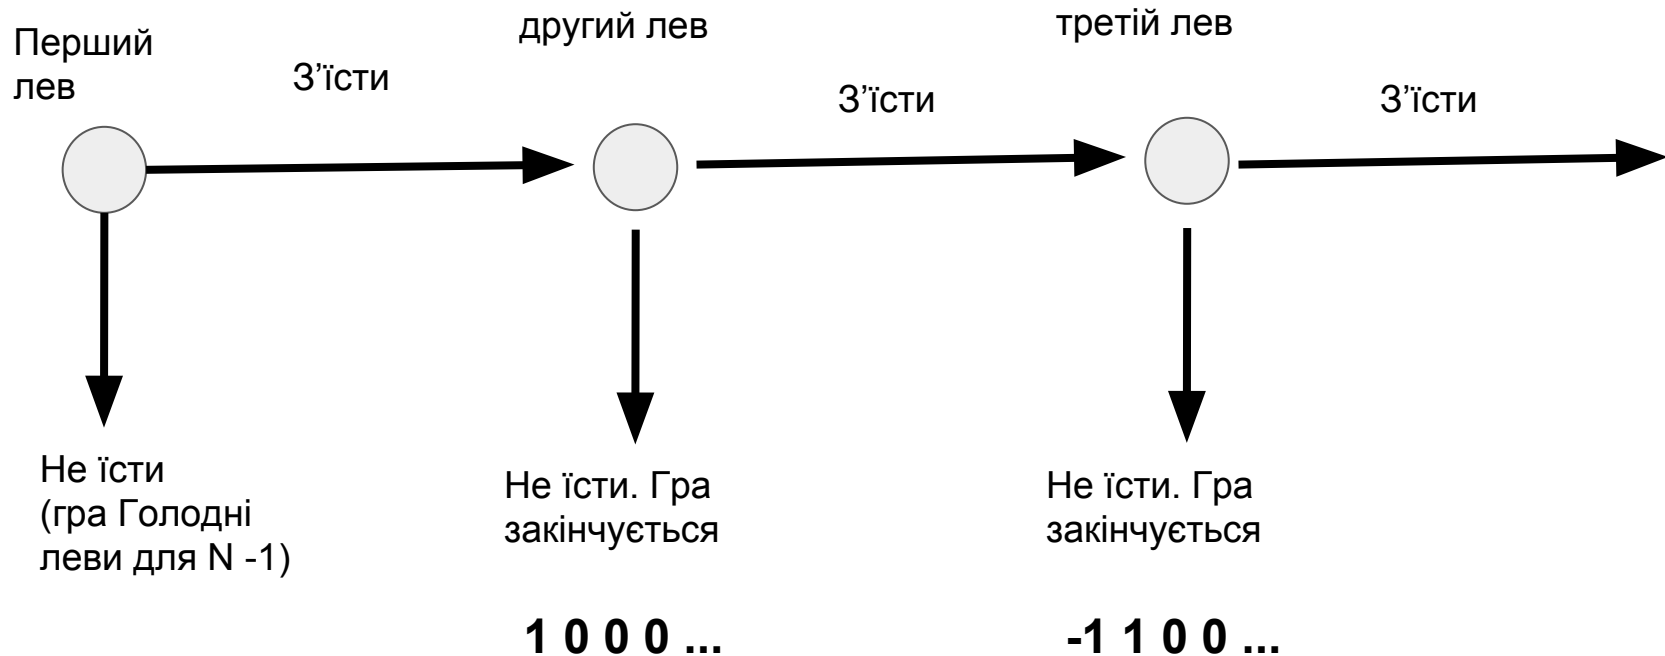 Перший
лев
З’їсти
другий лев
З’їсти
третій лев
З’їсти
Не їсти
(гра Голодні
леви для N -1)
Не їсти. Гра
закінчується
1 0 0 0 ...
Не їсти. Гра
закінчується
-1 1 0 0 ...